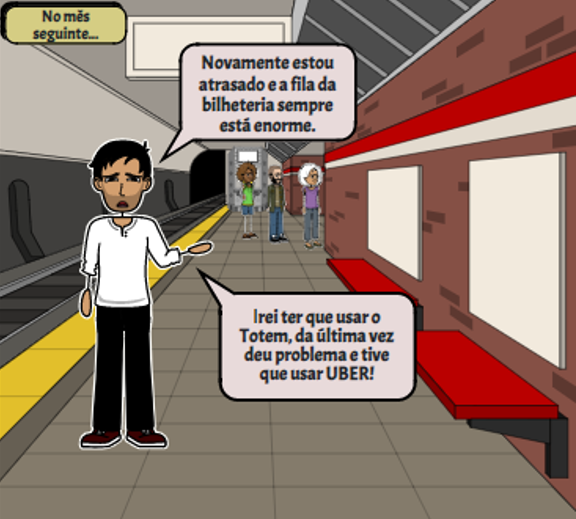 No mês
seguinte...
Novamente estou
atrasado e a fila da
bilheteria sempre
está enorme.
Irei ter que usar o
Totem, da última vez
deu problema e tive
que usar UBER!